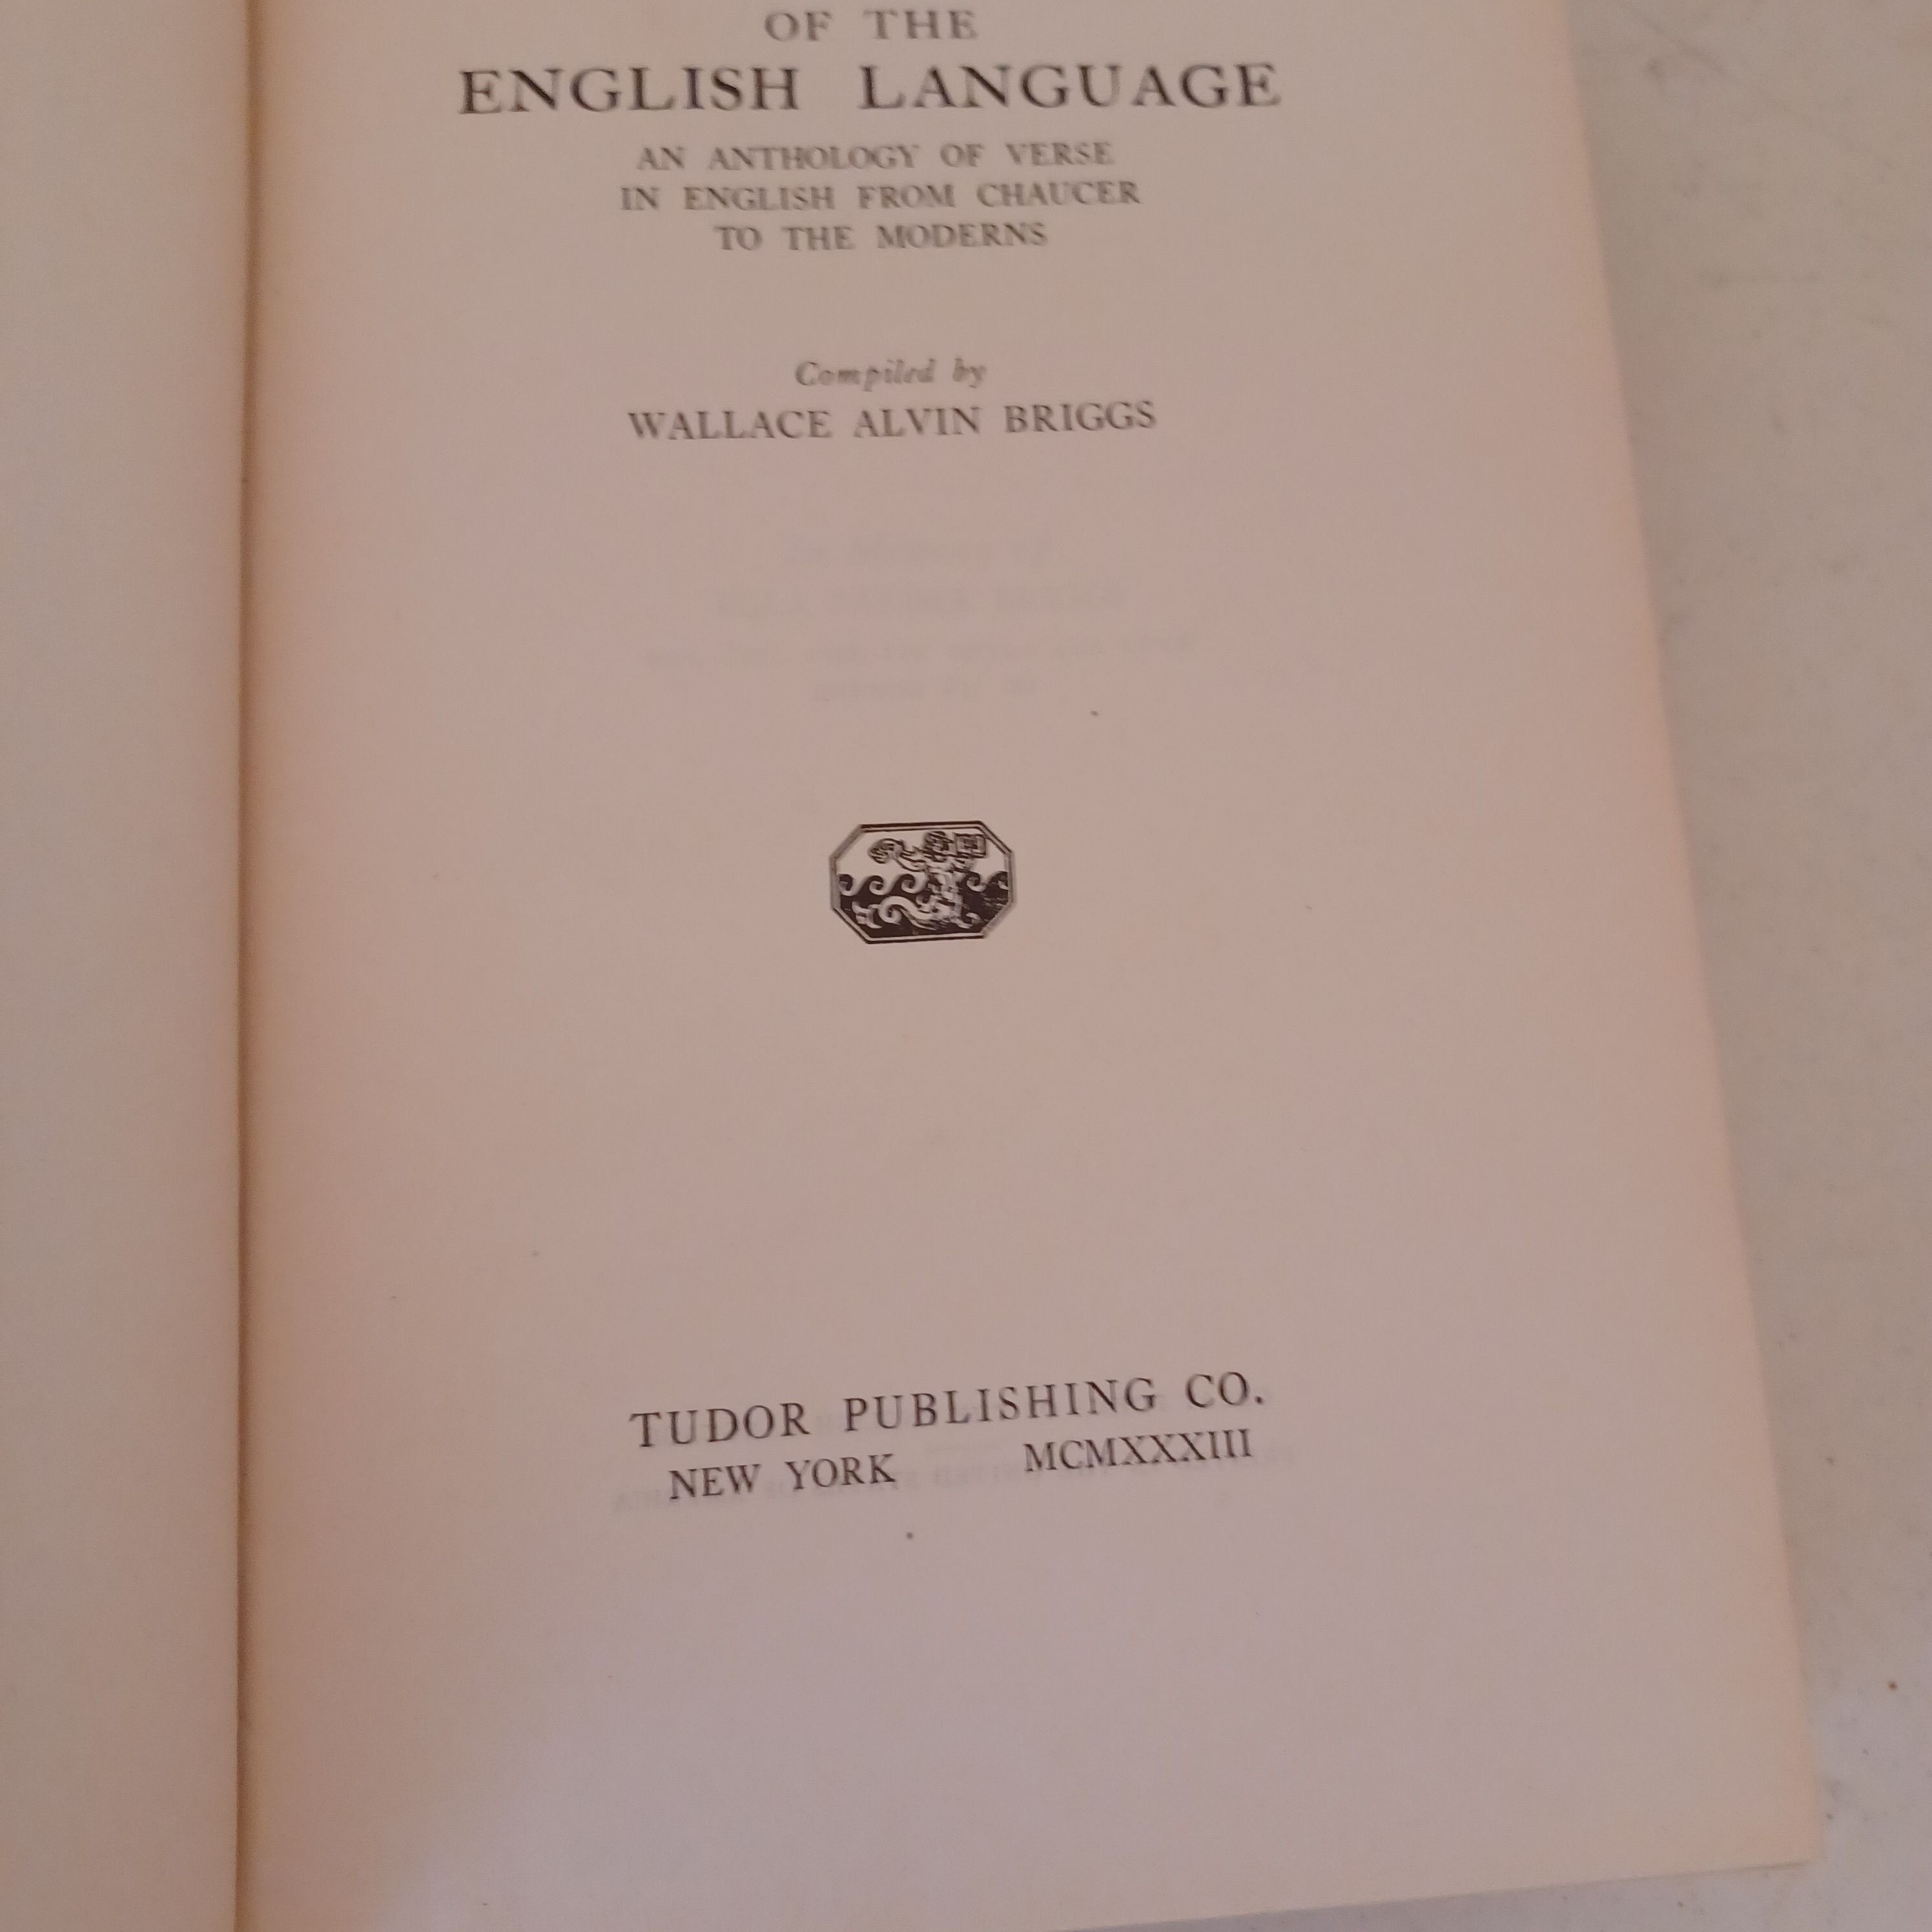 OF THE
ENGLISH LANGUAGE
AN ANTHOLOGY OF VERSE
IN ENGLISH FROM CHAUCER
TO THE MODERNS
Compiled by
WALLACE ALVIN BRIGGS
TUDOR PUBLISHING CO.
NEW YORK MCMXXXIII